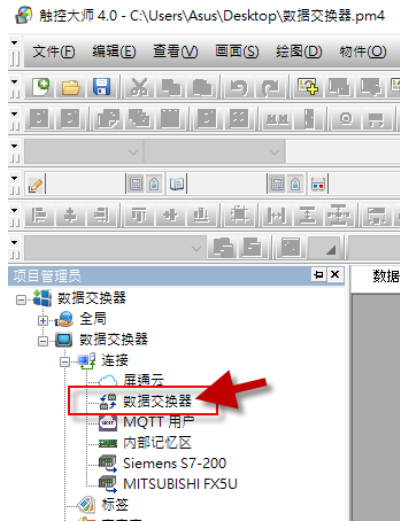 触控大师 4.0 - C:\Users\Asus\Desktop\数据交换器.pm4
文件(F) 编辑(E) 查看(V) 画面(S) 绘图(D) 物件(O)
项目管理员
数据
数据交换器
全局
数据交换器
连接
屏通云
数据交换器
MQTT 用户
内部记忆区
Siemens S7-200
MITSUBISHI FX5U
标签